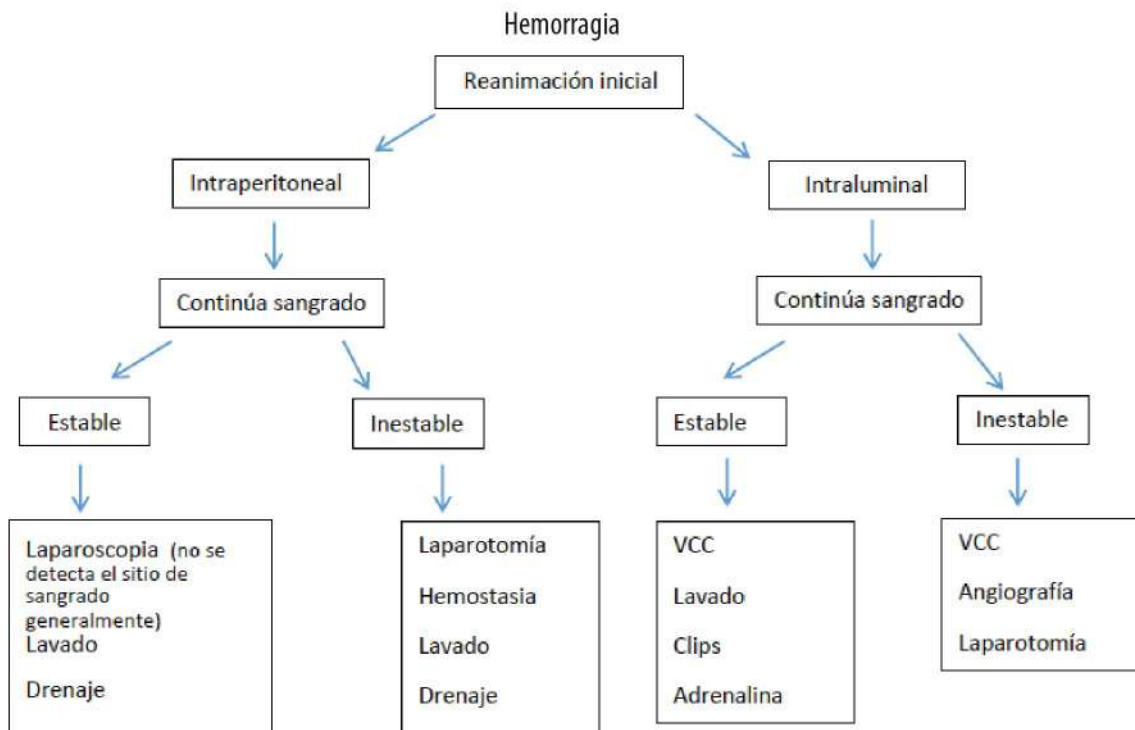 Hemorragia
Reanimación inicial
Intraperitoneal
Intraluminal
Continúa sangrado
Continúa sangrado
Estable
Inestable
Estable
Inestable
Laparoscopia (no se
detecta el sitio de
sangrado
generalmente)
Lavado
Drenaje
Laparotomía
Hemostasia
Lavado
Drenaje
VCC
Lavado
Clips
Adrenalina
VCC
Angiografía
Laparotomía